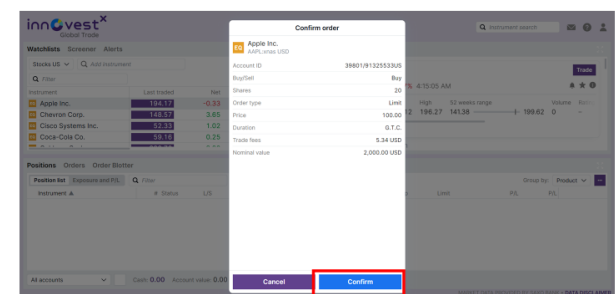 innovest x
Global Trade
Instrument search
Watchlists Screener Alerts
Stocks US Add instrument
Filter
Instrument Last traded Net
Apple Inc. 194.17 -0.33
Chevron Corp. 148.57 3.65
Cisco Systems Inc. 52.33 1.02
Coca-Cola Co. 59.16 0.25
Confirm order
EQ Apple Inc.
AAPL:xnas USD
Account ID 39801/91325533US
Buy/Sell Buy
Shares 20
Order type Limit
Price 100.00
Duration G.T.C.
Trade fees 5.34 USD
Nominal value 2,000.00 USD
Cancel Confirm
Trade
4:15:05 AM
High 52-weeks range Volume
196.27 141.38 199.62 0 -
Positions Orders Order Blotter
Position list Exposure and P/L Filter
Group by: Product
Instrument Status L/S
Limit P/L P/L
All accounts Cash: 0.00 Account value: 0.00
DATA DISCLAIMER